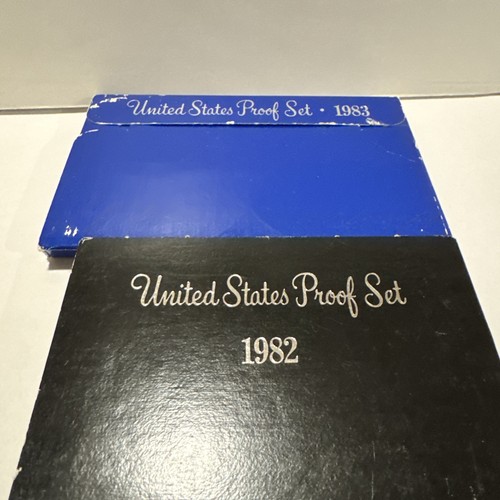 United States Proof Set • 1983
United States Proof Set
1982